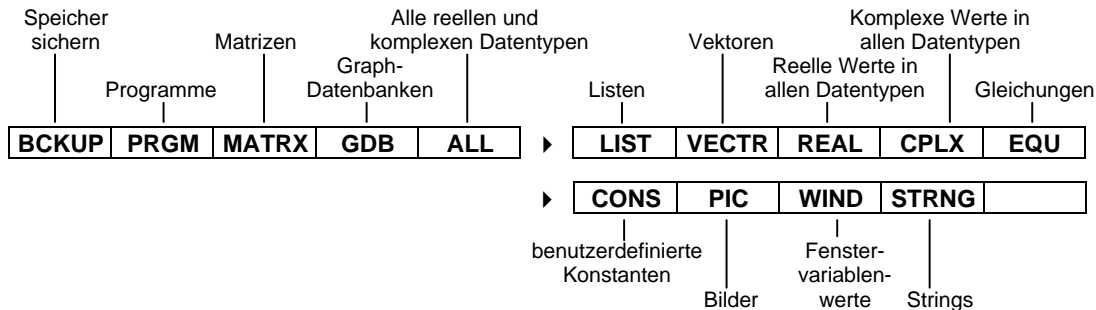 Speicher
sichern
Programme
Matrizen
Graph-
Datenbanken
Alle reellen und
komplexen Datentypen
Listen
Vektoren
Reelle Werte in
allen Datentypen
Komplexe Werte in
allen Datentypen
Gleichungen
BCKUP PRGM MATRX GDB ALL ▸ LIST VECTR REAL CPLX EQU
▸ CONS PIC WIND STRNG
benutzerdefinierte
Konstanten
Bilder
Fenster-
variablen-
werte
Strings